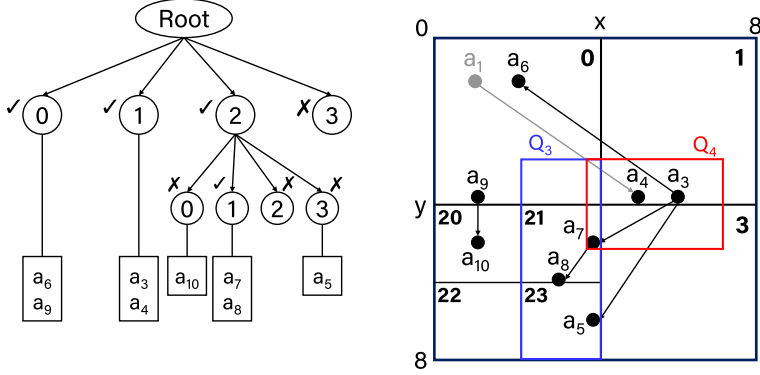 Root
✓ 0
✓ 1
✓ 2
✗ 3
✗ 0
✓ 1
2 ✗
3 ✗
a6
a9
a3
a4
a10
a7
a8
a5
0
x
8
0
1
a1
a6
Q3
Q4
a9
a4
a3
y
20
21
3
a7
a10
a8
22
23
a5
8